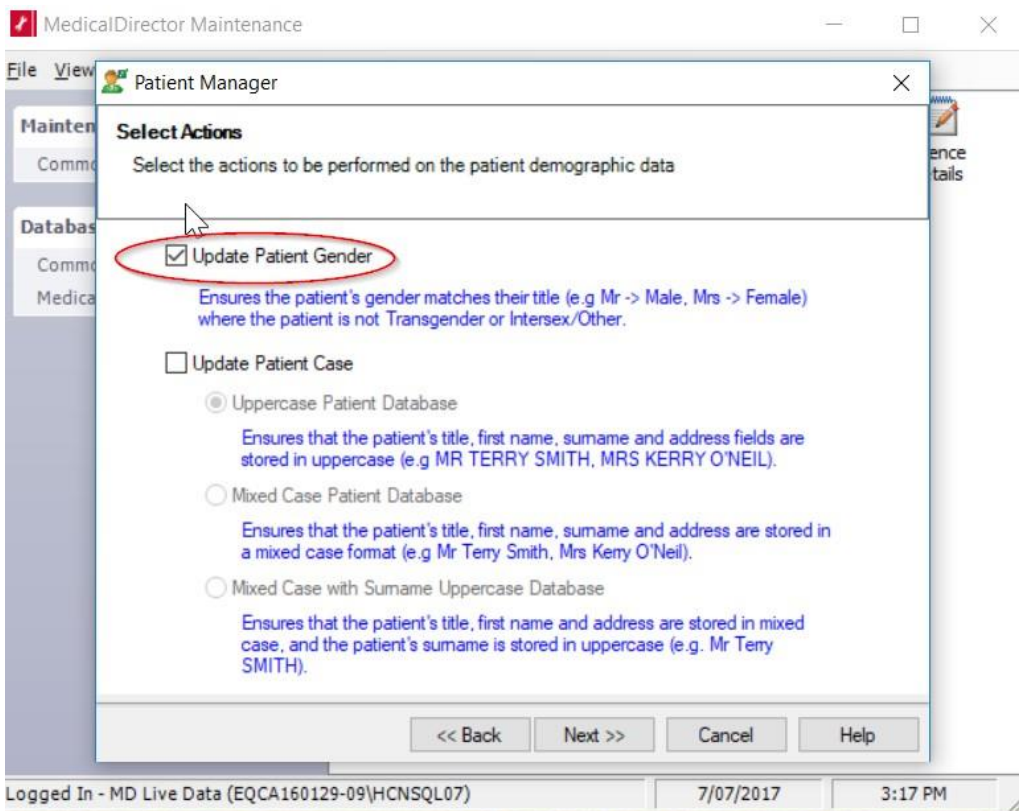 MedicalDirector Maintenance
File View
Patient Manager
Select Actions
Select the actions to be performed on the patient demographic data
Mainten
Commo
Databas
Commo
Medica
ence
tails
Update Patient Gender
Ensures the patient's gender matches their title (e.g Mr -> Male, Mrs -> Female)
where the patient is not Transgender or Intersex/Other.
Update Patient Case
Uppercase Patient Database
Ensures that the patient's title, first name, surname and address fields are
stored in uppercase (e.g MR TERRY SMITH, MRS KERRY O'NEIL).
Mixed Case Patient Database
Ensures that the patient's title, first name, surname and address are stored in
a mixed case format (e.g Mr Terry Smith, Mrs Kerry O'Neil).
Mixed Case with Surname Uppercase Database
Ensures that the patient's title, first name and address are stored in mixed
case, and the patient's surname is stored in uppercase (e.g. Mr Terry
SMITH).
<< Back Next >> Cancel Help
Logged In - MD Live Data (EQCA160129-09\HCNSQL07) 7/07/2017 3:17 PM